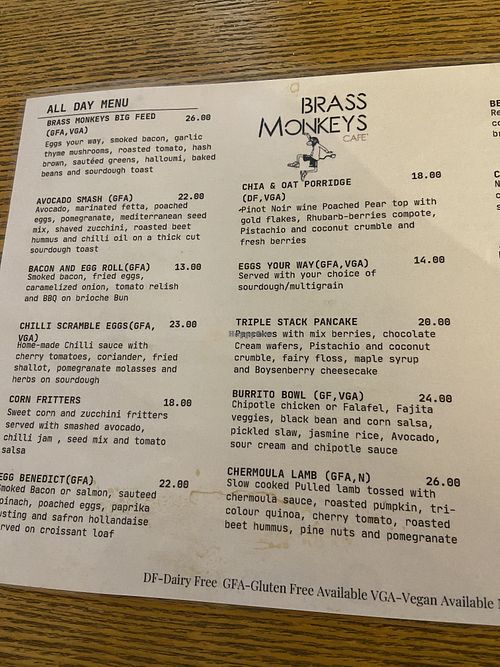 ALL DAY MENU
BRASS MONKEYS BIG FEED 26.00
(GFA,VGA)
Eggs your way, smoked bacon, garlic
thyme mushrooms, roasted tomato, hash
brown, sautéed greens, halloumi, baked
beans and sourdough toast
AVOCADO SMASH (GFA) 22.00
Avocado, marinated fetta, poached
eggs, pomegranate, mediterranean seed
mix, shaved zucchini, roasted beet
hummus and chilli oil on a thick cut
sourdough toast
BACON AND EGG ROLL(GFA) 13.00
Smoked bacon, fried eggs,
caramelized onion, tomato relish
and BBQ on brioche Bun
CHILLI SCRAMBLE EGGS(GFA, 23.00
VGA)
Home-made Chilli sauce with
cherry tomatoes, coriander, fried
shallot, pomegranate molasses and
herbs on sourdough
CORN FRITTERS 18.00
Sweet corn and zucchini fritters
served with smashed avocado,
chilli jam , seed mix and tomato
salsa
EGG BENEDICT(GFA) 22.00
Smoked Bacon or salmon, sauteed
spinach, poached eggs, paprika
usting and safron hollandaise
rved on croissant loaf
BRASS
MONKEYS
CAFE'
CHIA & OAT PORRIDGE 18.00
(DF,VGA)
Pinot Noir wine Poached Pear top with
gold flakes, Rhubarb-berries compote,
Pistachio and coconut crumble and
fresh berries
EGGS YOUR WAY(GFA,VGA) 14.00
Served with your choice of
sourdough/multigrain
TRIPLE STACK PANCAKE 20.00
Pancakes with mix berries, chocolate
Cream wafers, Pistachio and coconut
crumble, fairy floss, maple syrup
and Boysenberry cheesecake
BURRITO BOWL (GF,VGA) 24.00
Chipotle chicken or Falafel, Fajita
veggies, black bean and corn salsa,
pickled slaw, jasmine rice, Avocado,
sour cream and chipotle sauce
CHERMOULA LAMB (GFA,N) 26.00
Slow cooked Pulled lamb tossed with
chermoula sauce, roasted pumpkin, tri-
colour quinoa, cherry tomato, roasted
beet hummus, pine nuts and pomegranate
DF-Dairy Free GFA-Gluten Free Available VGA-Vegan Available